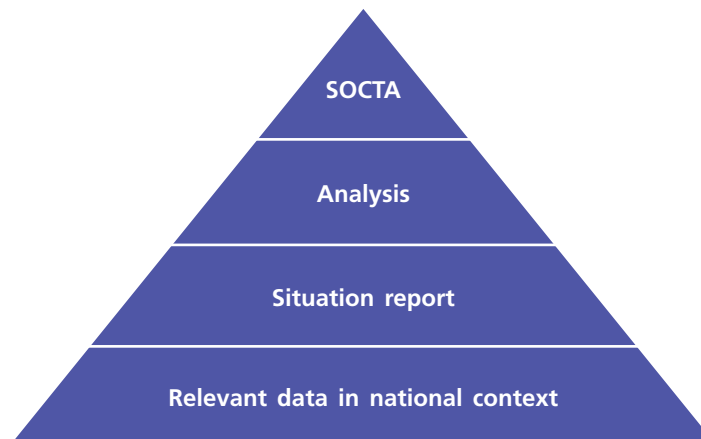 SOCTA
Analysis
Situation report
Relevant data in national context